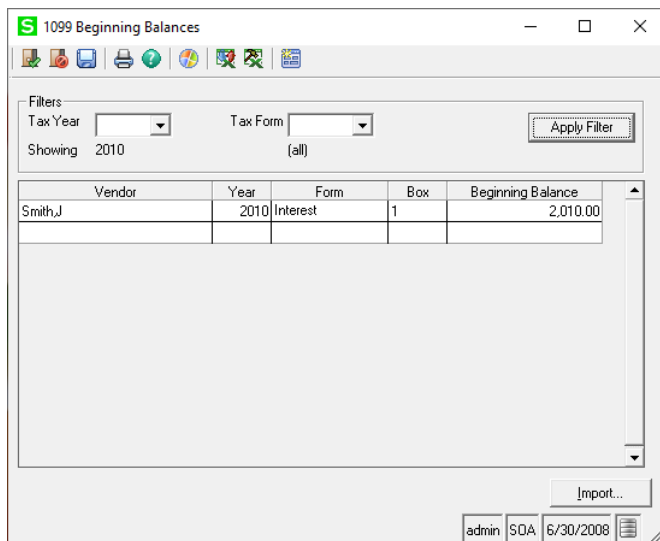 S 1099 Beginning Balances
Filters
Tax Year Tax Form Apply Filter
Showing 2010 (all)
Vendor Year Form Box Beginning Balance
Smith,J 2010 Interest 1 2,010.00
Import...
admin SOA 6/30/2008